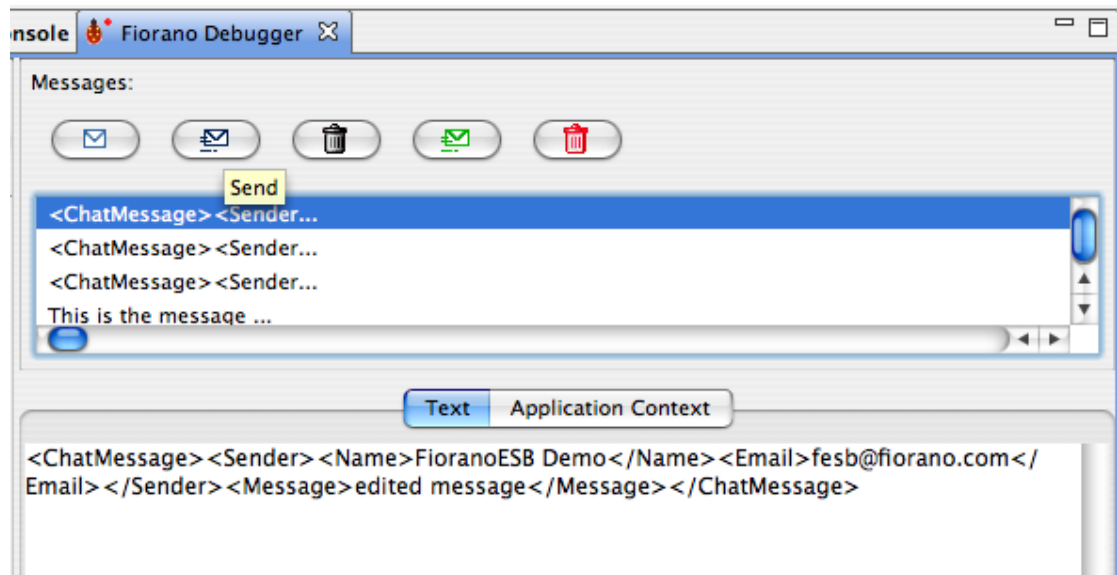 nsole Fiorano Debugger
Messages:
Send
<ChatMessage><Sender...
<ChatMessage><Sender...
<ChatMessage><Sender...
This is the message ...
Text Application Context
<ChatMessage><Sender><Name>FioranoESB Demo</Name><Email>fesb@fiorano.com</
Email></Sender><Message>edited message</Message></ChatMessage>